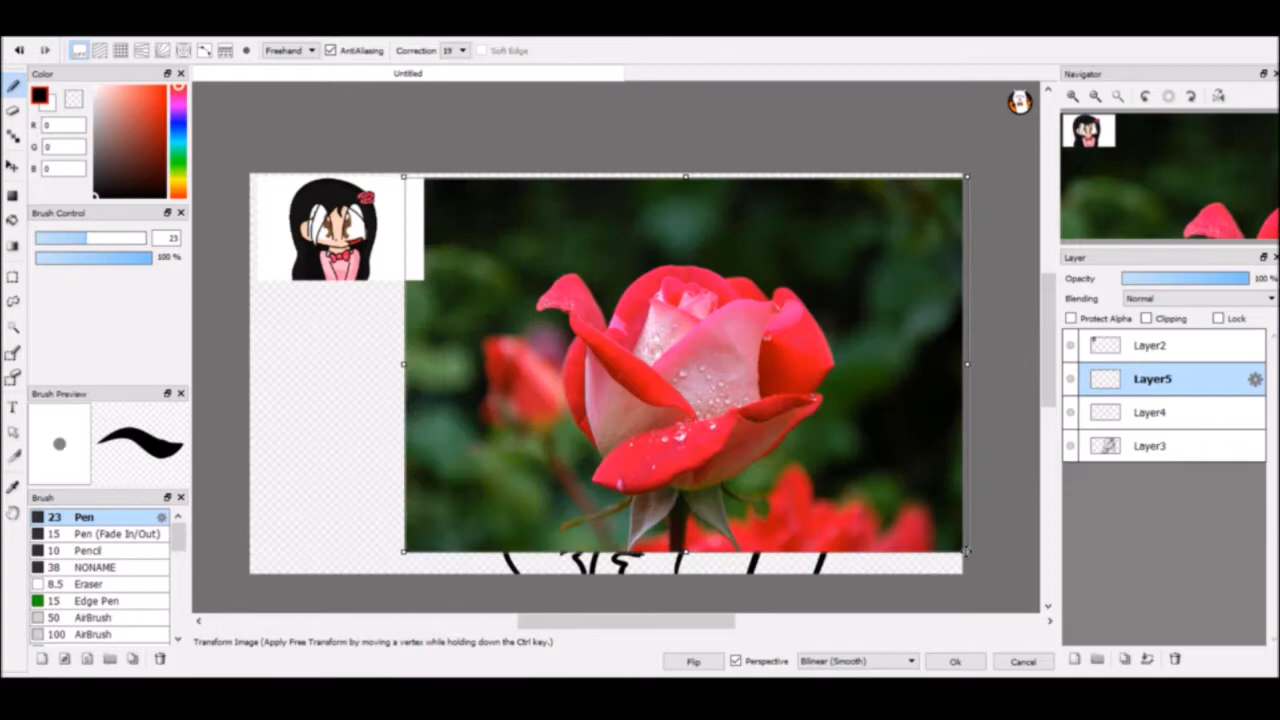 Freehand AntiAliasing Correction 19 Soft Edge
Color
Untitled
Navigator
R 0
G 0
B 0
Brush Control
23
100 %
Layer
Opacity 100 %
Blending Normal
Protect Alpha Clipping Lock
Layer2
Layer5
Layer4
Layer3
Brush Preview
Brush
23 Pen
15 Pen (Fade In/Out)
10 Pencil
38 NONAME
8.5 Eraser
15 Edge Pen
50 AirBrush
100 AirBrush
T
Transform Image (Apply Free Transform by moving a vertex while holding down the Ctrl key.)
Flip Perspective Bilinear (Smooth) Ok Cancel